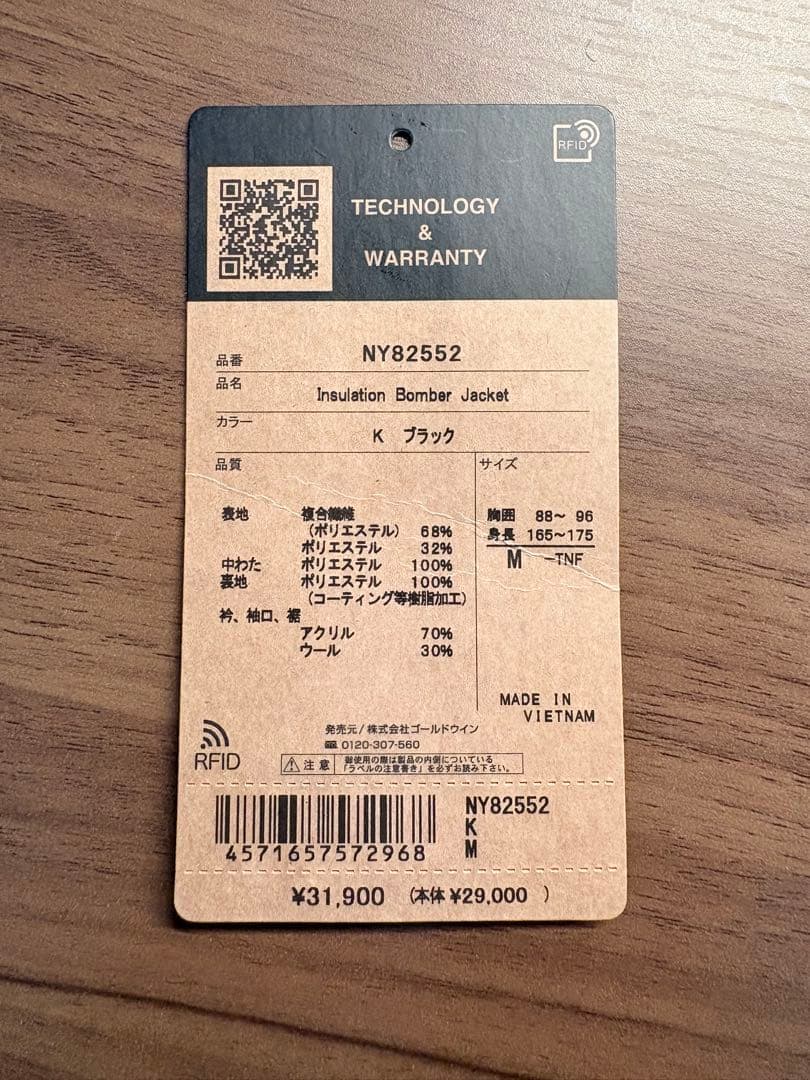 RFID
TECHNOLOGY
&
WARRANTY
品番 NY82552
品名 Insulation Bomber Jacket
カラー K ブラック
品質
表地 複合繊維
(ポリエステル) 68%
ポリエステル 32%
中わた ポリエステル 100%
裏地 ポリエステル 100%
(コーティング等樹脂加工)
衿、袖口、裾
アクリル 70%
ウール 30%
サイズ
胸囲 88~ 96
身長 165~175
M -TNF
MADE IN
VIETNAM
RFID
発売元/株式会社ゴールドウイン
0120-307-560
注意 御使用の際は製品の内側についている
「ラベルの注意書き」を必ずお読み下さい。
4571657572968
NY82552
K
M
¥31,900 (本体 ¥29,000 )